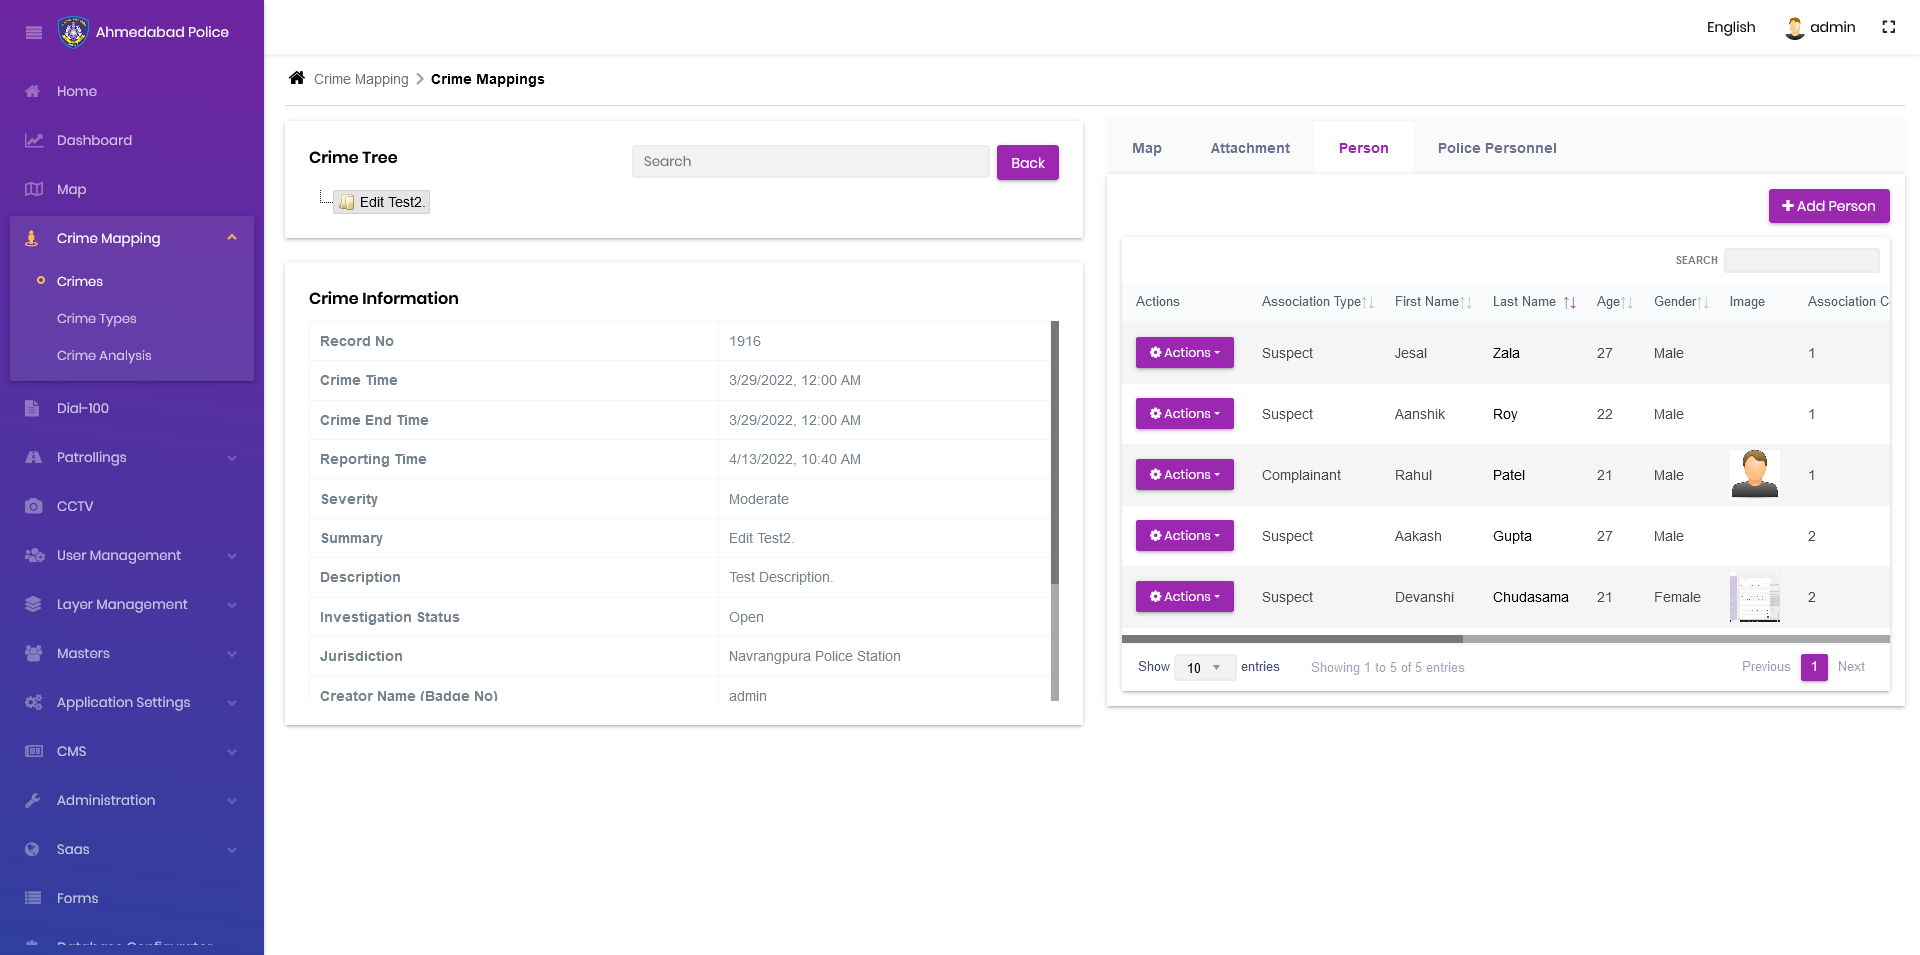 Ahmedabad Police
Home
Dashboard
Map
Crime Mapping
Crimes
Crime Types
Crime Analysis
Dial-100
Patrollings
CCTV
User Management
Layer Management
Masters
Application Settings
CMS
Administration
Saas
Forms
Database Configurator
English
admin
Crime Mapping
Crime Mappings
Crime Tree
Search
Back
Edit Test2.
Crime Information
Record No 1916
Crime Time 3/29/2022, 12:00 AM
Crime End Time 3/29/2022, 12:00 AM
Reporting Time 4/13/2022, 10:40 AM
Severity Moderate
Summary Edit Test2.
Description Test Description.
Investigation Status Open
Jurisdiction Navrangpura Police Station
Creator Name (Badge No) admin
Map Attachment Person Police Personnel
Add Person
SEARCH
Actions Association Type First Name Last Name Age Gender Image Association C
Actions Suspect Jesal Zala 27 Male 1
Actions Suspect Aanshik Roy 22 Male 1
Actions Complainant Rahul Patel 21 Male 1
Actions Suspect Aakash Gupta 27 Male 2
Actions Suspect Devanshi Chudasama 21 Female 2
Show 10 entries Showing 1 to 5 of 5 entries Previous 1 Next